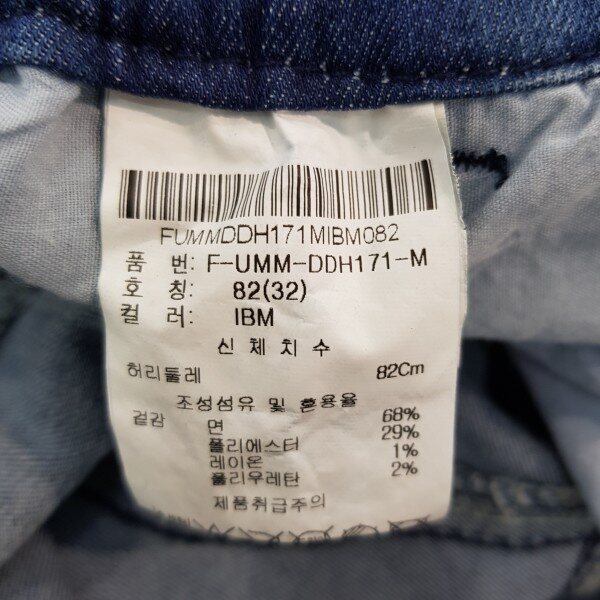 FUMMDDH171MIBM082
품 번: F-UMM-DDH171-M
호 칭: 82(32)
컬 러: IBM
신 체 치 수
허리둘레 82Cm
조성섬유 및 혼용율
겉감 면 68%
폴리에스터 29%
레이온 1%
폴리우레탄 2%
제품취급주의